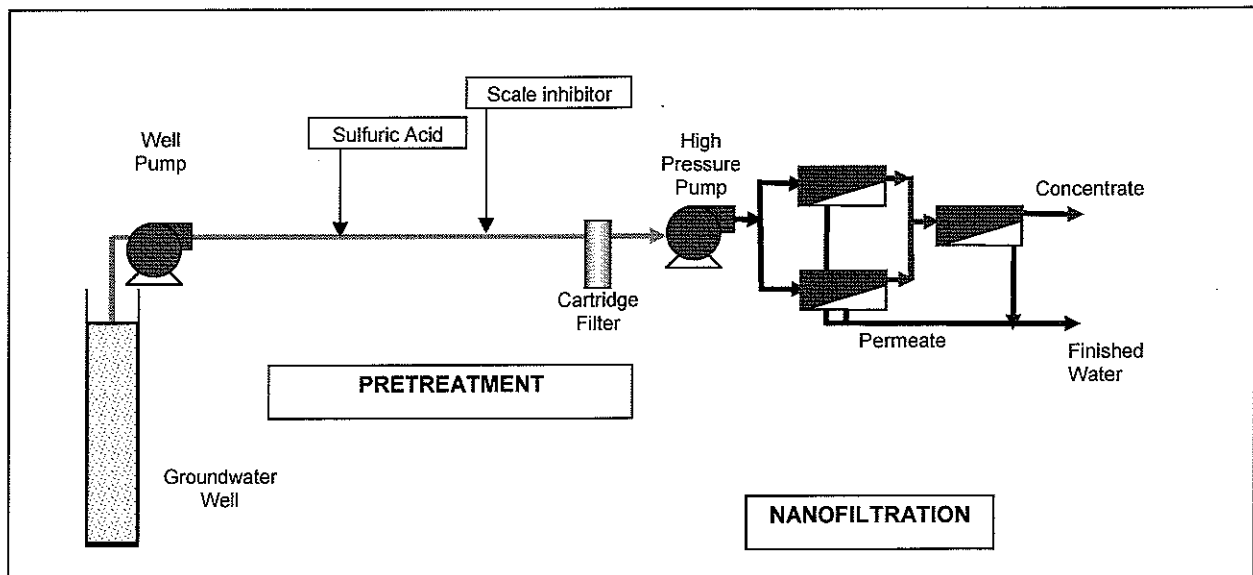 Scale inhibitor
Sulfuric Acid
Well
Pump
High
Pressure
Pump
Concentrate
Cartridge
Filter
Permeate
Finished
Water
PRETREATMENT
Groundwater
Well
NANOFILTRATION